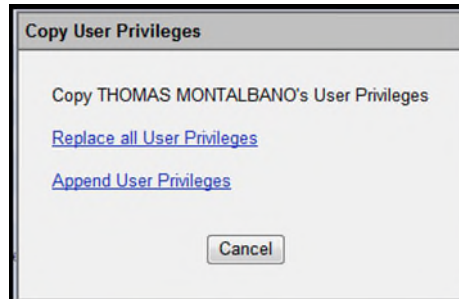 Copy User Privileges
Copy THOMAS MONTALBANO's User Privileges
Replace all User Privileges
Append User Privileges
Cancel